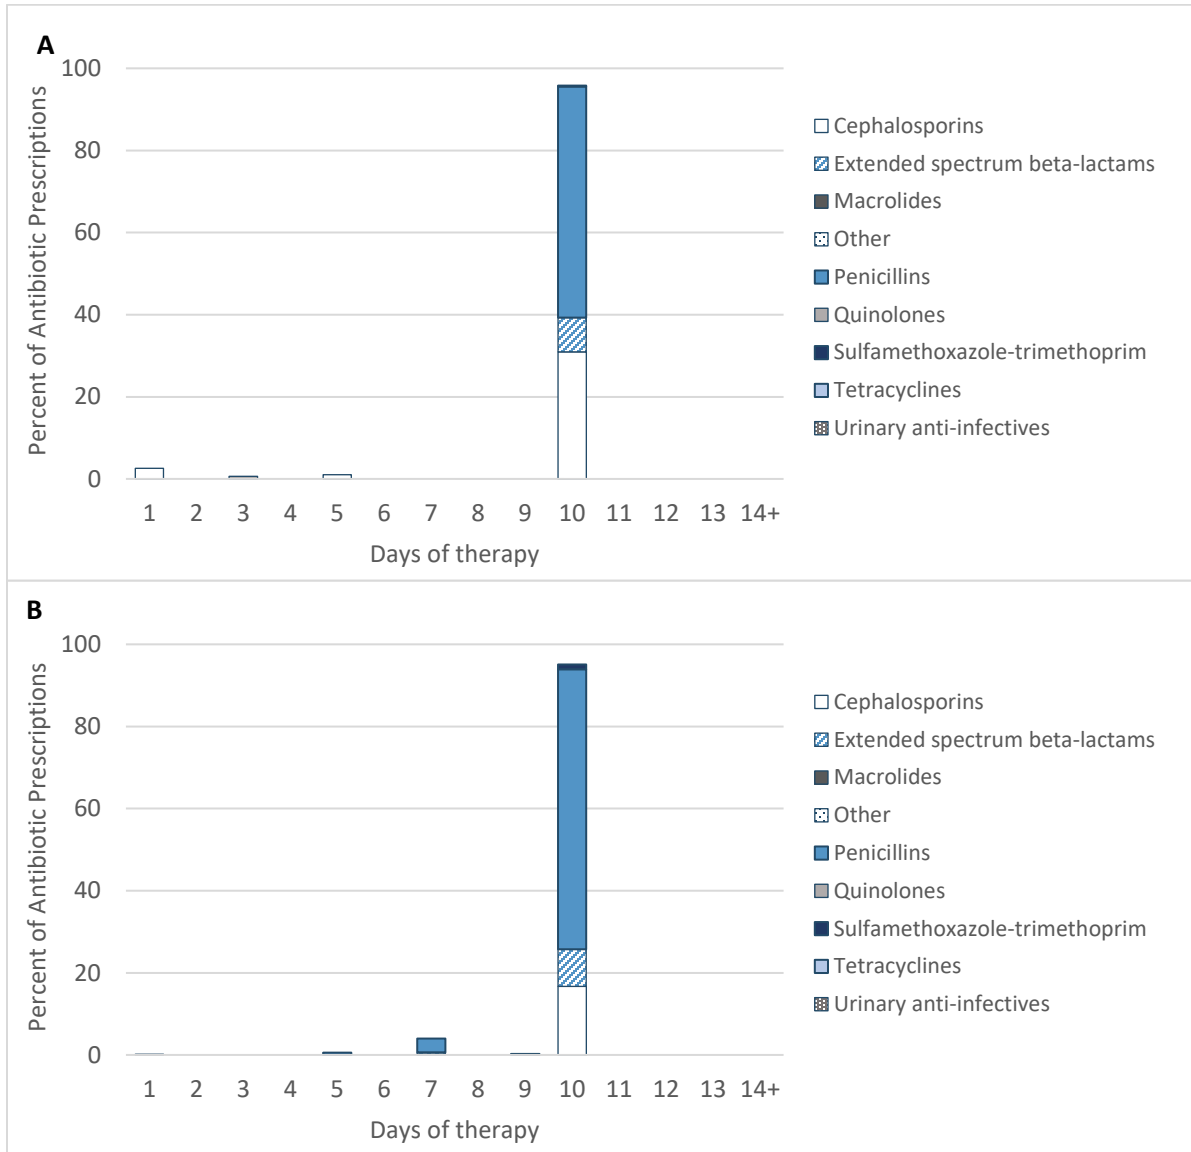 A
Percent of Antibiotic Prescriptions
100
80
60
40
20
0
1 2 3 4 5 6 7 8 9 10 11 12 13 14+
Days of therapy
Cephalosporins
Extended spectrum beta-lactams
Macrolides
Other
Penicillins
Quinolones
Sulfamethoxazole-trimethoprim
Tetracyclines
Urinary anti-infectives
B
Percent of Antibiotic Prescriptions
100
80
60
40
20
0
1 2 3 4 5 6 7 8 9 10 11 12 13 14+
Days of therapy
Cephalosporins
Extended spectrum beta-lactams
Macrolides
Other
Penicillins
Quinolones
Sulfamethoxazole-trimethoprim
Tetracyclines
Urinary anti-infectives